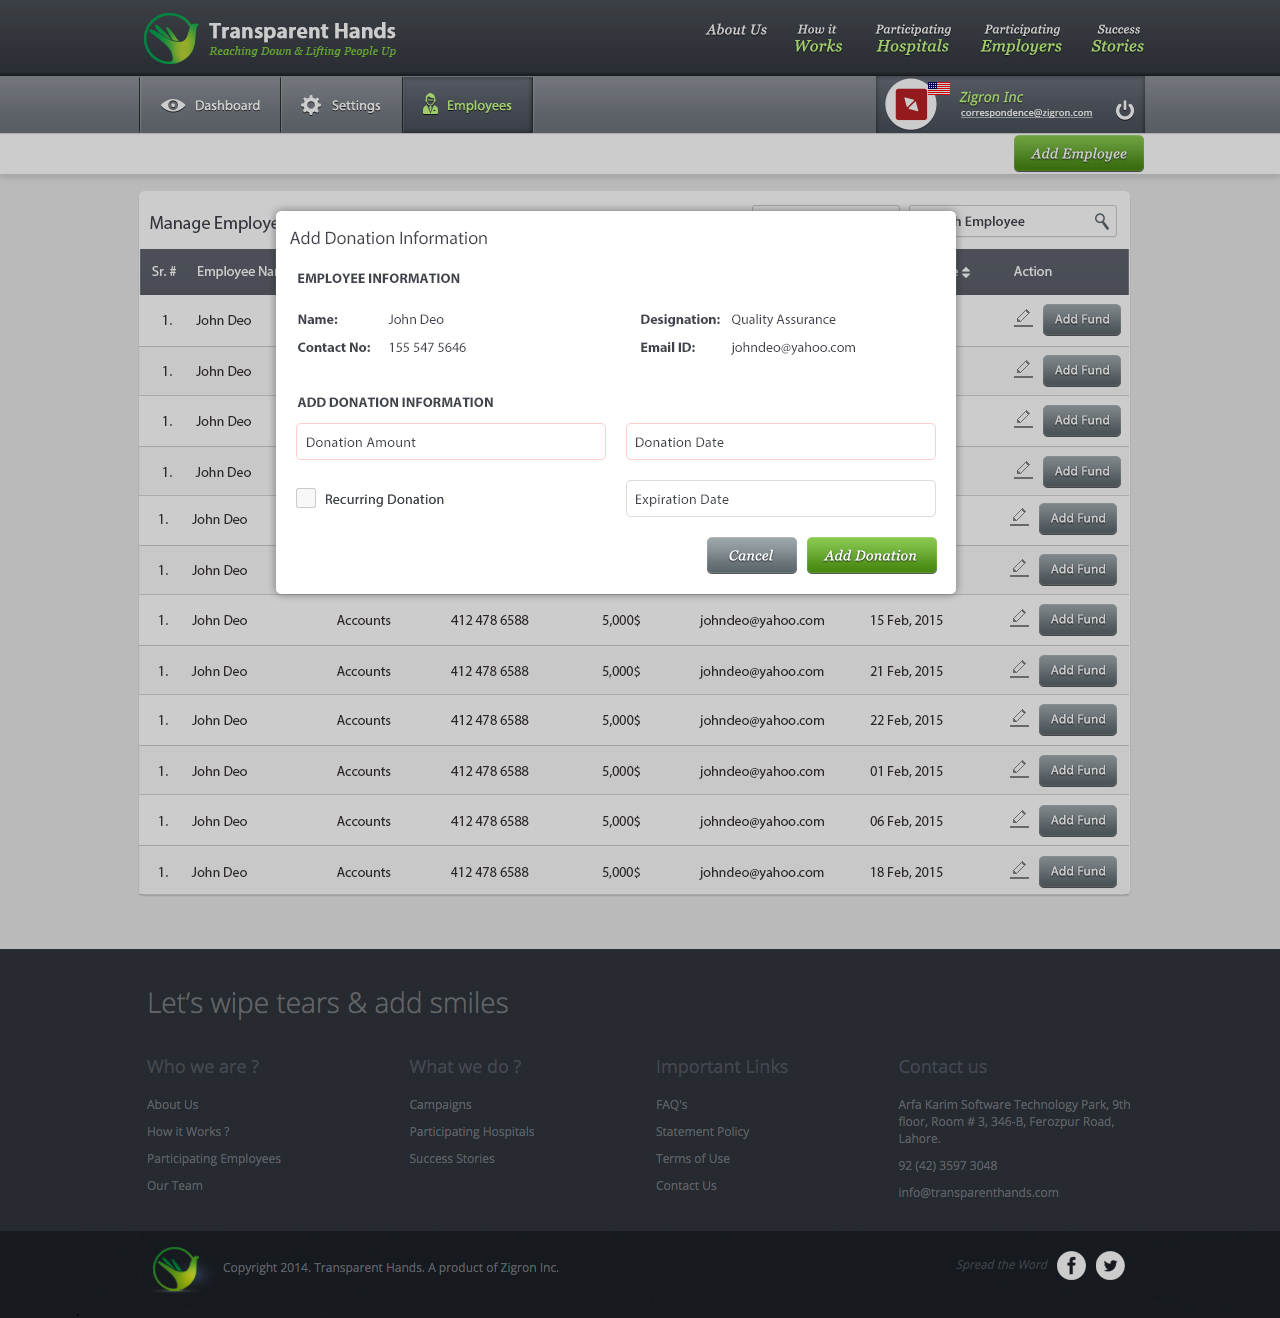 Transparent Hands
Reaching Down & Lifting People Up
About Us
How it
Works
Participating
Hospitals
Participating
Employers
Success
Stories
Dashboard
Settings
Employees
Zigron Inc
correspondence@zigron.com
Add Employee
Manage Employe
Employee
Sr. #
Employee Na
Action
Add Donation Information
EMPLOYEE INFORMATION
Name: John Deo
Designation: Quality Assurance
Contact No: 155 547 5646
Email ID: johndeo@yahoo.com
ADD DONATION INFORMATION
Donation Amount
Donation Date
Recurring Donation
Expiration Date
Cancel
Add Donation
1. John Deo Add Fund
1. John Deo Add Fund
1. John Deo Add Fund
1. John Deo Add Fund
1. John Deo Add Fund
1. John Deo Add Fund
1. John Deo Accounts 412 478 6588 5,000$ johndeo@yahoo.com 15 Feb, 2015 Add Fund
1. John Deo Accounts 412 478 6588 5,000$ johndeo@yahoo.com 21 Feb, 2015 Add Fund
1. John Deo Accounts 412 478 6588 5,000$ johndeo@yahoo.com 22 Feb, 2015 Add Fund
1. John Deo Accounts 412 478 6588 5,000$ johndeo@yahoo.com 01 Feb, 2015 Add Fund
1. John Deo Accounts 412 478 6588 5,000$ johndeo@yahoo.com 06 Feb, 2015 Add Fund
1. John Deo Accounts 412 478 6588 5,000$ johndeo@yahoo.com 18 Feb, 2015 Add Fund
Let's wipe tears & add smiles
Who we are ?
About Us
How it Works ?
Participating Employees
Our Team
What we do ?
Campaigns
Participating Hospitals
Success Stories
Important Links
FAQ's
Statement Policy
Terms of Use
Contact Us
Contact us
Arfa Karim Software Technology Park, 9th
floor, Room # 3, 346-B, Ferozpur Road,
Lahore.
92 (42) 3597 3048
info@transparenthands.com
Copyright 2014. Transparent Hands. A product of Zigron Inc.
Spread the Word